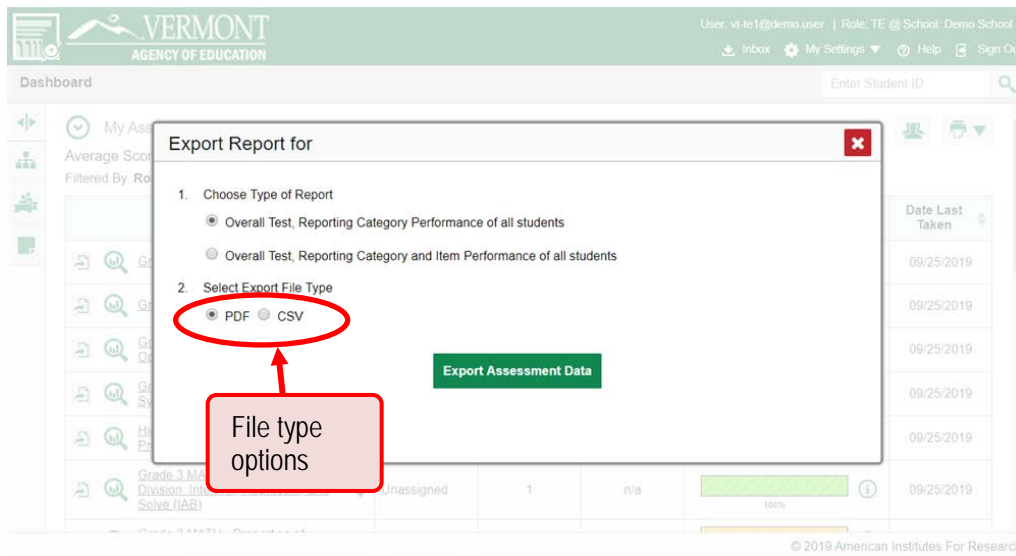 VERMONT
AGENCY OF EDUCATION
User: vt-te1@demo.user | Role: TE @ School: Demo School
Inbox My Settings Help Sign Ou
Dashboard
Enter Student ID
My Ass
Average Scor
Filtered By Ro
Export Report for
1. Choose Type of Report
Overall Test, Reporting Category Performance of all students
Overall Test, Reporting Category and Item Performance of all students
2. Select Export File Type
PDF CSV
Export Assessment Data
File type
options
Date Last
Taken
09/25/2019
09/25/2019
09/25/2019
09/25/2019
09/25/2019
Grade 3 MA
Division
Solve (IAB)
Unassigned 1 n/a 100% 09/25/2019
© 2019 American Institutes For Research